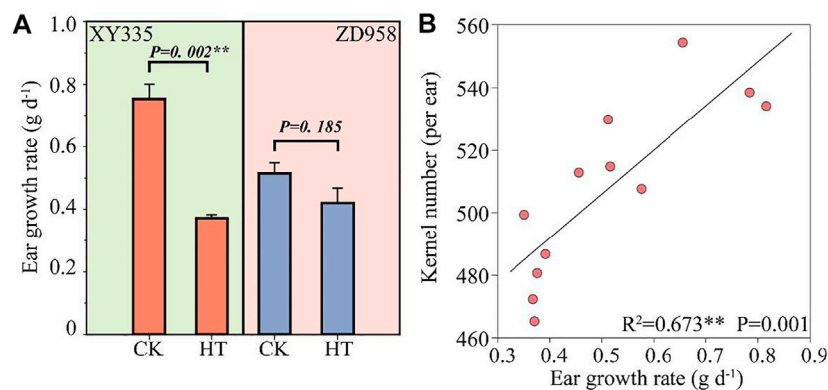 A
XY335
ZD958
P=0. 002**
P=0. 185
Ear growth rate (g d-1)
1.0
0.8
0.6
0.4
0.2
0
CK HT CK HT
B
Kernel number (per ear)
560
540
520
500
480
460
R²=0.673** P=0.001
0.3 0.4 0.5 0.6 0.7 0.8 0.9
Ear growth rate (g d-1)